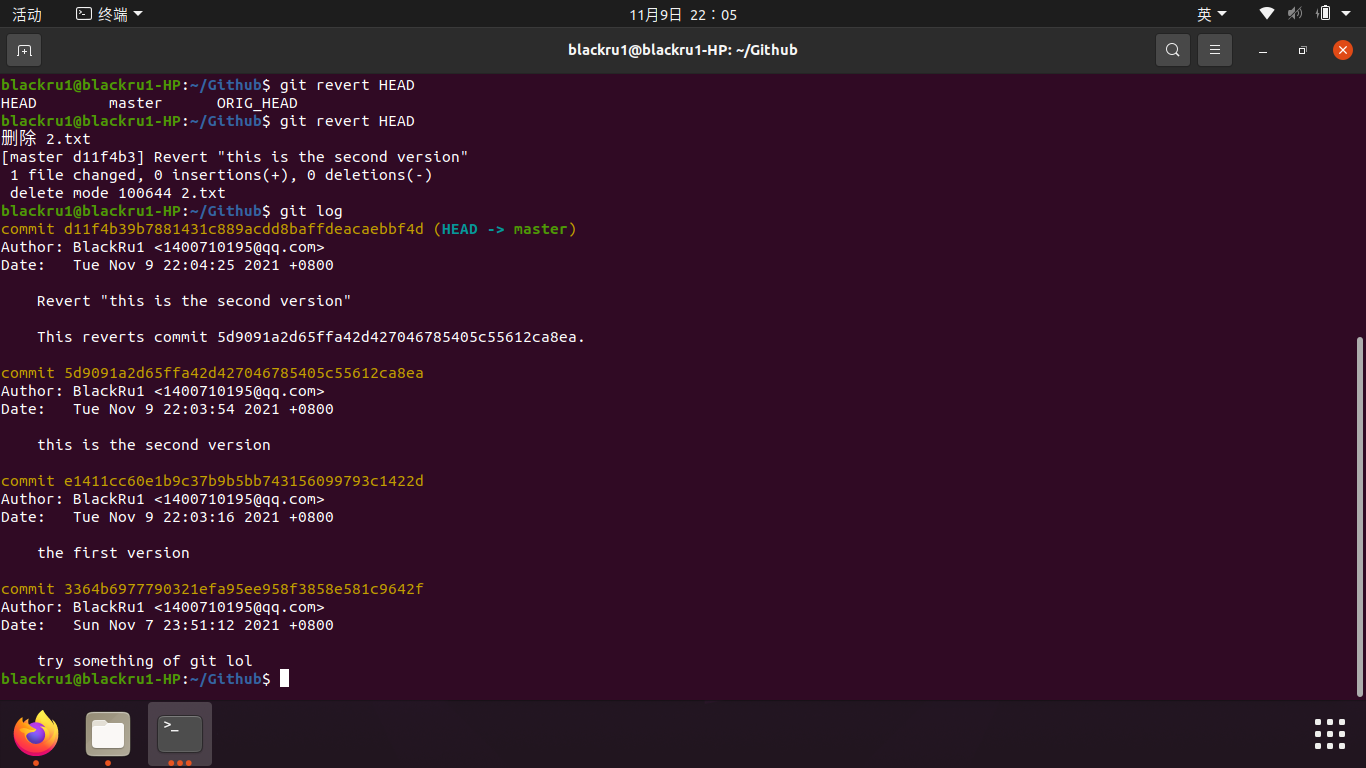 活动 终端 11月9日 22：05 英
blackru1@blackru1-HP: ~/Github
blackru1@blackru1-HP:~/Github$ git revert HEAD
HEAD master ORIG_HEAD
blackru1@blackru1-HP:~/Github$ git revert HEAD
删除 2.txt
[master d11f4b3] Revert "this is the second version"
1 file changed, 0 insertions(+), 0 deletions(-)
delete mode 100644 2.txt
blackru1@blackru1-HP:~/Github$ git log
commit d11f4b39b7881431c889acdd8baffdeacaebbf4d (HEAD -> master)
Author: BlackRu1 <1400710195@qq.com>
Date: Tue Nov 9 22:04:25 2021 +0800
Revert "this is the second version"
This reverts commit 5d9091a2d65ffa42d427046785405c55612ca8ea.
commit 5d9091a2d65ffa42d427046785405c55612ca8ea
Author: BlackRu1 <1400710195@qq.com>
Date: Tue Nov 9 22:03:54 2021 +0800
this is the second version
commit e1411cc60e1b9c37b9b5bb743156099793c1422d
Author: BlackRu1 <1400710195@qq.com>
Date: Tue Nov 9 22:03:16 2021 +0800
the first version
commit 3364b6977790321efa95ee958f3858e581c9642f
Author: BlackRu1 <1400710195@qq.com>
Date: Sun Nov 7 23:51:12 2021 +0800
try something of git lol
blackru1@blackru1-HP:~/Github$
>_